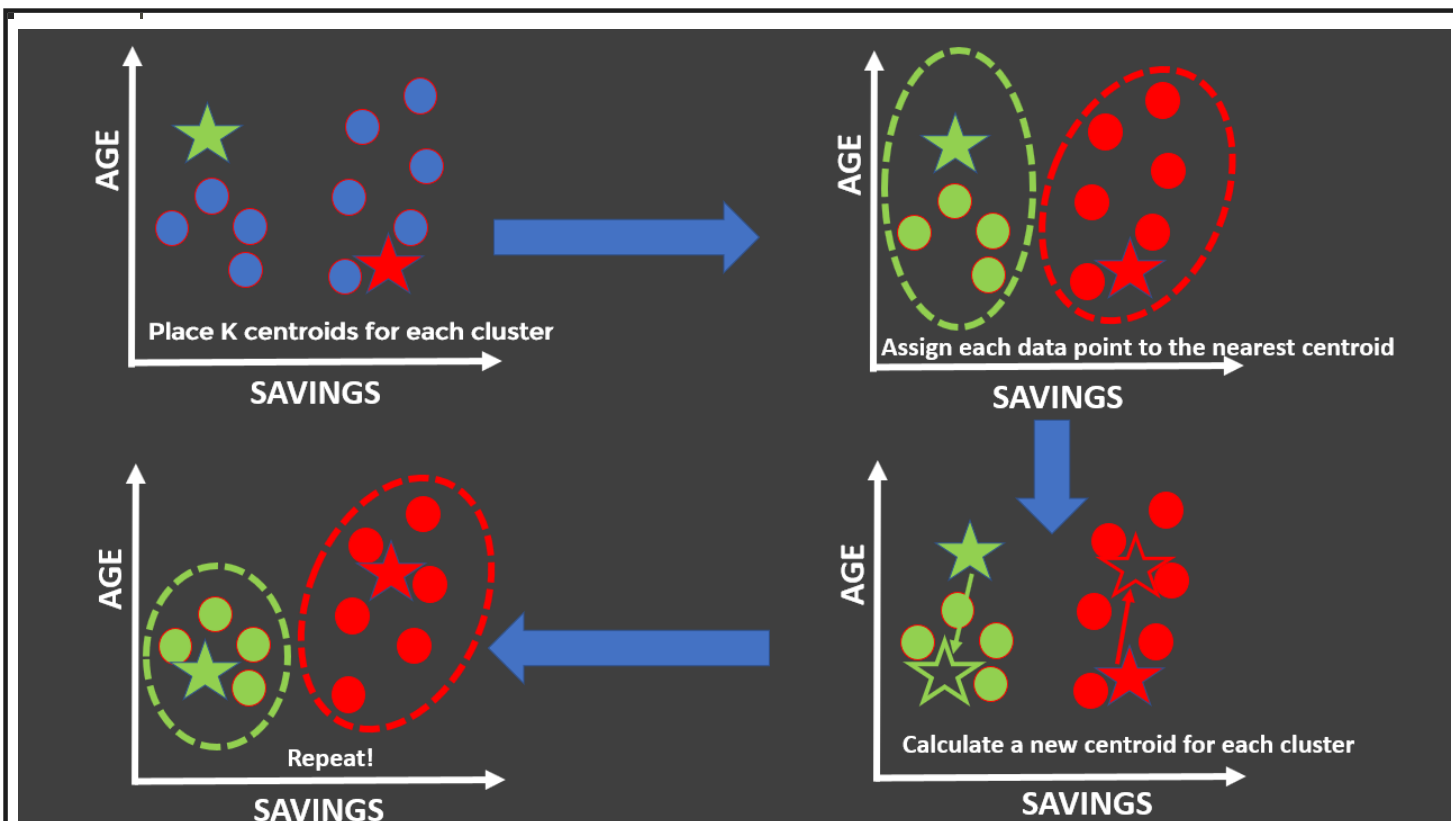 AGE
Place K centroids for each cluster
SAVINGS
AGE
Assign each data point to the nearest centroid
SAVINGS
AGE
Calculate a new centroid for each cluster
SAVINGS
AGE
Repeat!
SAVINGS